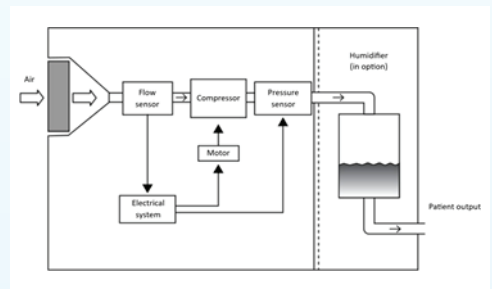 Air
Flow
sensor
Compressor
Pressure
sensor
Humidifier
(in option)
Motor
Electrical
system
Patient output